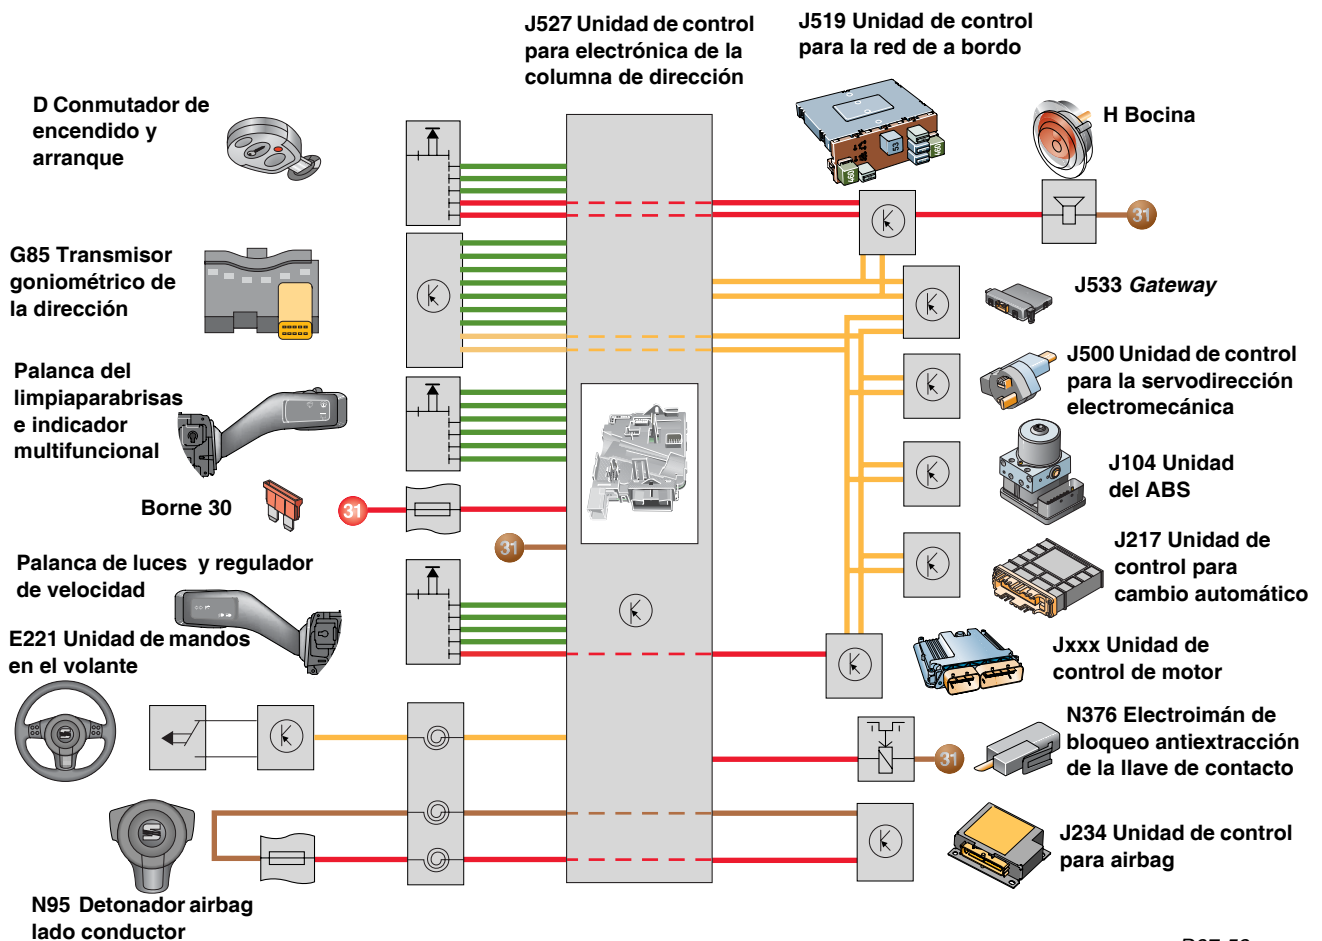 J527 Unidad de control
para electrónica de la
columna de dirección
J519 Unidad de control
para la red de a bordo
D Conmutador de
encendido y
arranque
H Bocina
53
460
460
31
G85 Transmisor
goniométrico de
la dirección
J533 Gateway
Palanca del
limpiaparabrisas
e indicador
multifuncional
J500 Unidad de control
para la servodirección
electromecánica
J104 Unidad
del ABS
Borne 30
31
31
J217 Unidad de
control para
cambio automático
Palanca de luces y regulador
de velocidad
E221 Unidad de mandos
en el volante
Jxxx Unidad de
control de motor
N376 Electroimán de
bloqueo antiextracción
de la llave de contacto
31
J234 Unidad de control
para airbag
N95 Detonador airbag
lado conductor